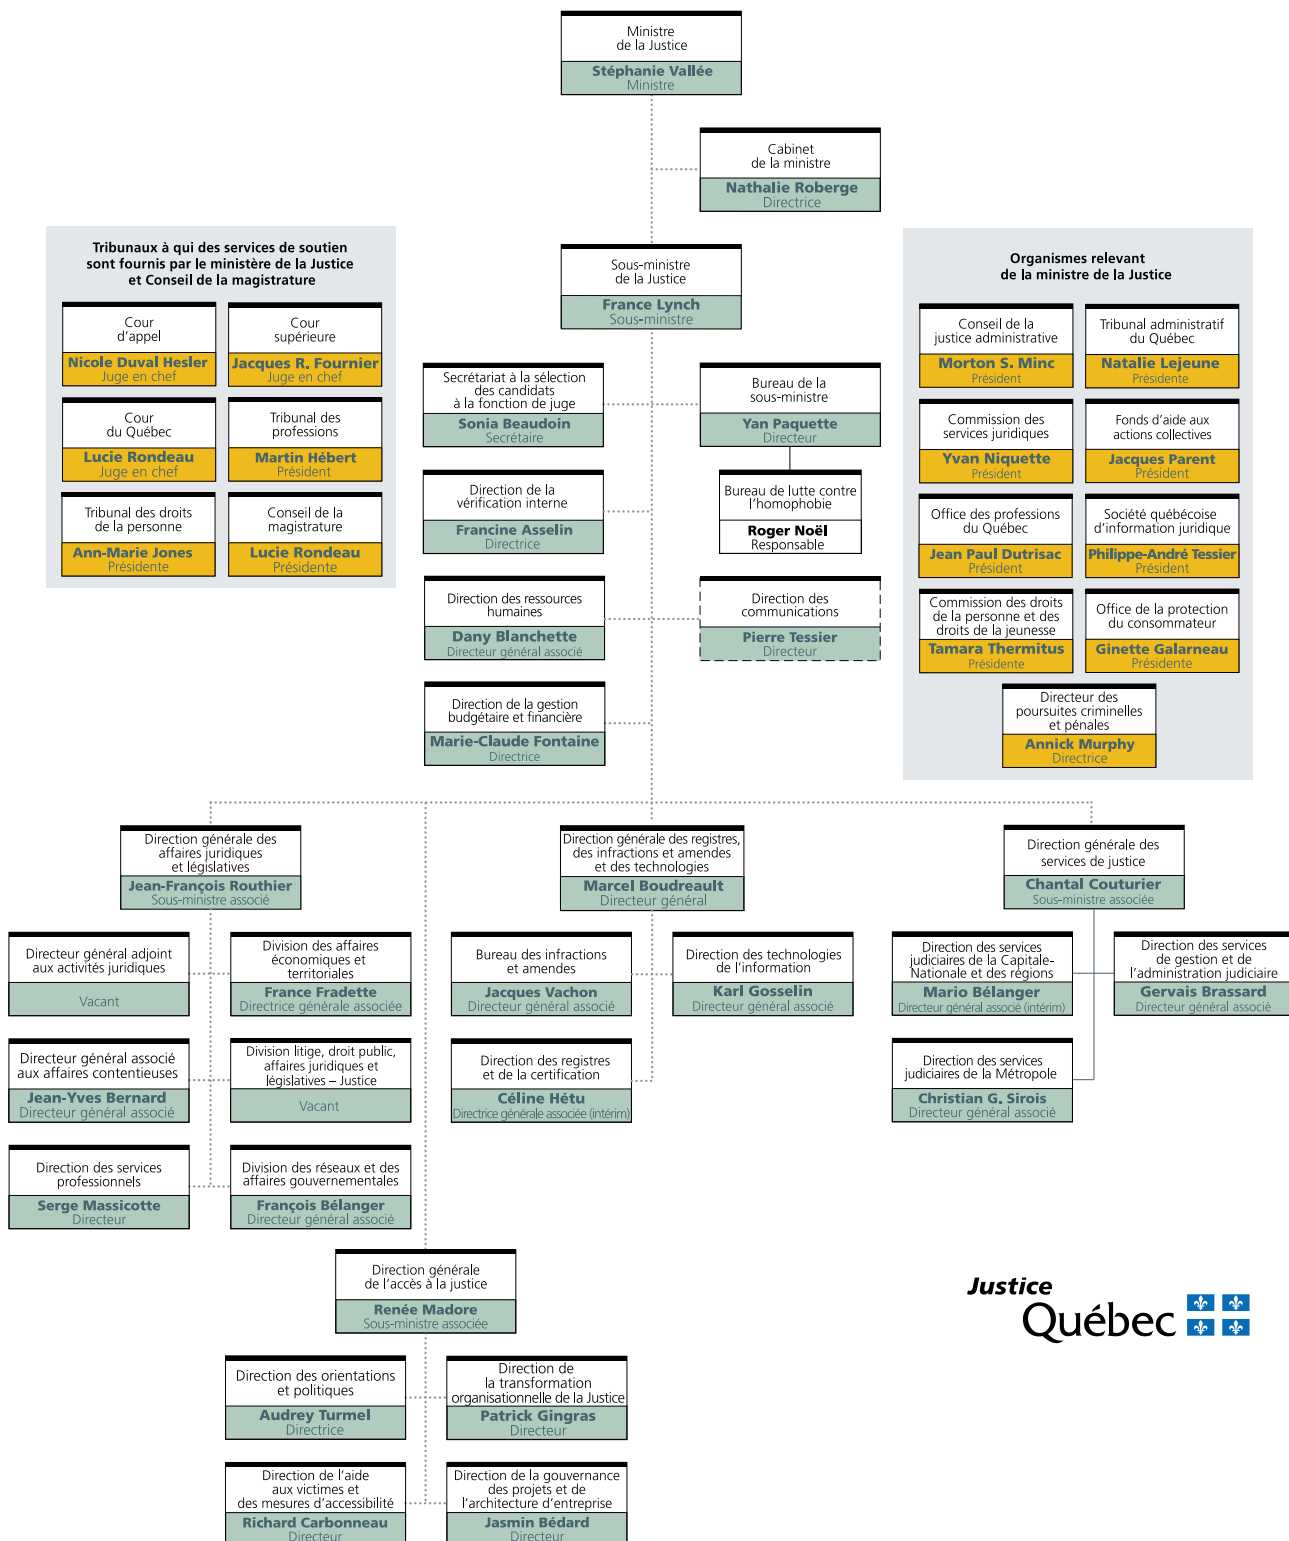 Ministre
de la Justice
Stéphanie Vallée
Ministre
Cabinet
de la ministre
Nathalie Roberge
Directrice
Sous-ministre
de la Justice
France Lynch
Sous-ministre
Tribunaux à qui des services de soutien
sont fournis par le ministère de la Justice
et Conseil de la magistrature
Cour
d'appel
Nicole Duval Hesler
Juge en chef
Cour
supérieure
Jacques R. Fournier
Juge en chef
Cour
du Québec
Lucie Rondeau
Juge en chef
Tribunal des
professions
Martin Hébert
Président
Tribunal des droits
de la personne
Ann-Marie Jones
Présidente
Conseil de la
magistrature
Lucie Rondeau
Présidente
Organismes relevant
de la ministre de la Justice
Conseil de la
justice administrative
Morton S. Minc
Président
Tribunal administratif
du Québec
Natalie Lejeune
Présidente
Commission des
services juridiques
Yvan Niquette
Président
Fonds d'aide aux
actions collectives
Jacques Parent
Président
Office des professions
du Québec
Jean Paul Dutrisac
Président
Société québécoise
d'information juridique
Philippe-André Tessier
Président
Commission des droits
de la personne et des
droits de la jeunesse
Tamara Thermitus
Présidente
Office de la protection
du consommateur
Ginette Galarneau
Présidente
Directeur des
poursuites criminelles
et pénales
Annick Murphy
Directrice
Secrétariat à la sélection
des candidats
à la fonction de juge
Sonia Beaudoin
Secrétaire
Bureau de la
sous-ministre
Yan Paquette
Directeur
Direction de la
vérification interne
Francine Asselin
Directrice
Bureau de lutte contre
l'homophobie
Roger Noël
Responsable
Direction des ressources
humaines
Dany Blanchette
Directeur général associé
Direction des
communications
Pierre Tessier
Directeur
Direction de la gestion
budgétaire et financière
Marie-Claude Fontaine
Directrice
Direction générale des
affaires juridiques
et législatives
Jean-François Routhier
Sous-ministre associé
Direction générale des registres,
des infractions et amendes
et des technologies
Marcel Boudreault
Directeur général
Direction générale des
services de justice
Chantal Couturier
Sous-ministre associée
Directeur général adjoint
aux activités juridiques
Vacant
Division des affaires
économiques et
territoriales
France Fradette
Directrice générale associée
Bureau des infractions
et amendes
Jacques Vachon
Directeur général associé
Direction des technologies
de l'information
Karl Gosselin
Directeur général associé
Direction des services
judiciaires de la Capitale-
Nationale et des régions
Mario Bélanger
Directeur général associé (intérim)
Direction des services
de gestion et de
l'administration judiciaire
Gervais Brassard
Directeur général associé
Directeur général associé
aux affaires contentieuses
Jean-Yves Bernard
Directeur général associé
Division litige, droit public,
affaires juridiques et
législatives – Justice
Vacant
Direction des registres
et de la certification
Céline Hétu
Directrice générale associée (intérim)
Direction des services
judiciaires de la Métropole
Christian G. Sirois
Directeur général associé
Direction des services
professionnels
Serge Massicotte
Directeur
Division des réseaux et des
affaires gouvernementales
François Bélanger
Directeur général associé
Direction générale
de l'accès à la justice
Renée Madore
Sous-ministre associée
Justice
Québec
Direction des orientations
et politiques
Audrey Turmel
Directrice
Direction de
la transformation
organisationnelle de la Justice
Patrick Gingras
Directeur
Direction de l'aide
aux victimes et
des mesures d'accessibilité
Richard Carbonneau
Directeur
Direction de la gouvernance
des projets et de
l'architecture d'entreprise
Jasmin Bédard
Directeur